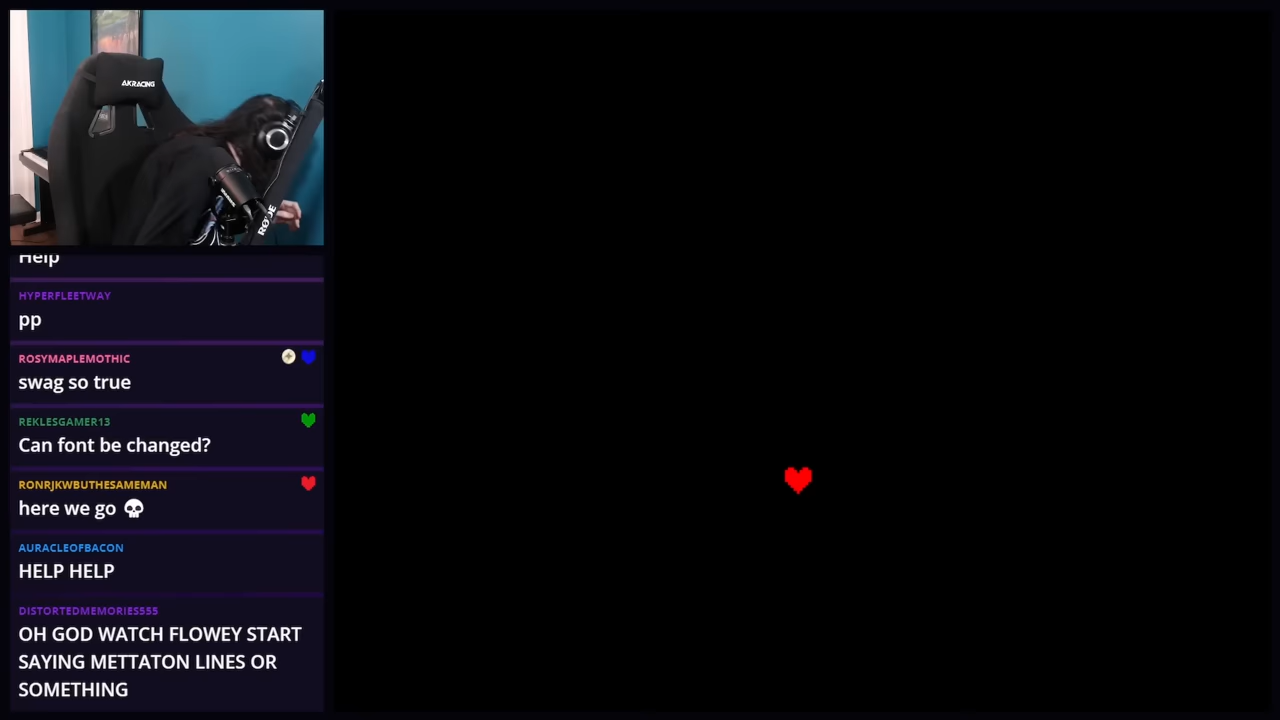 AKRACING
RØDE
Help
HYPERFLEETWAY
pp
ROSYMAPLEMOTHIC
swag so true
REKLESGAMER13
Can font be changed?
RONRJKWBUTHESAMEMAN
here we go 💀
AURACLEOFBACON
HELP HELP
DISTORTEDMEMORIES555
OH GOD WATCH FLOWEY START
SAYING METTATON LINES OR
SOMETHING